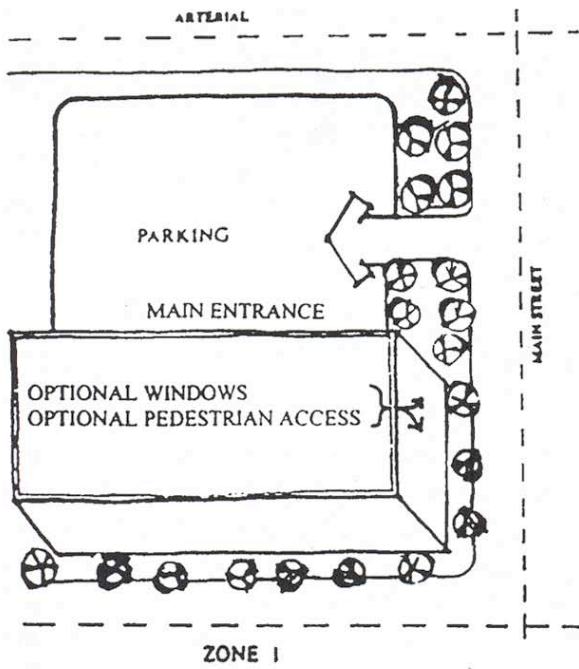 ARTERIAL
PARKING
MAIN ENTRANCE
MAIN STREET
OPTIONAL WINDOWS
OPTIONAL PEDESTRIAN ACCESS
ZONE 1